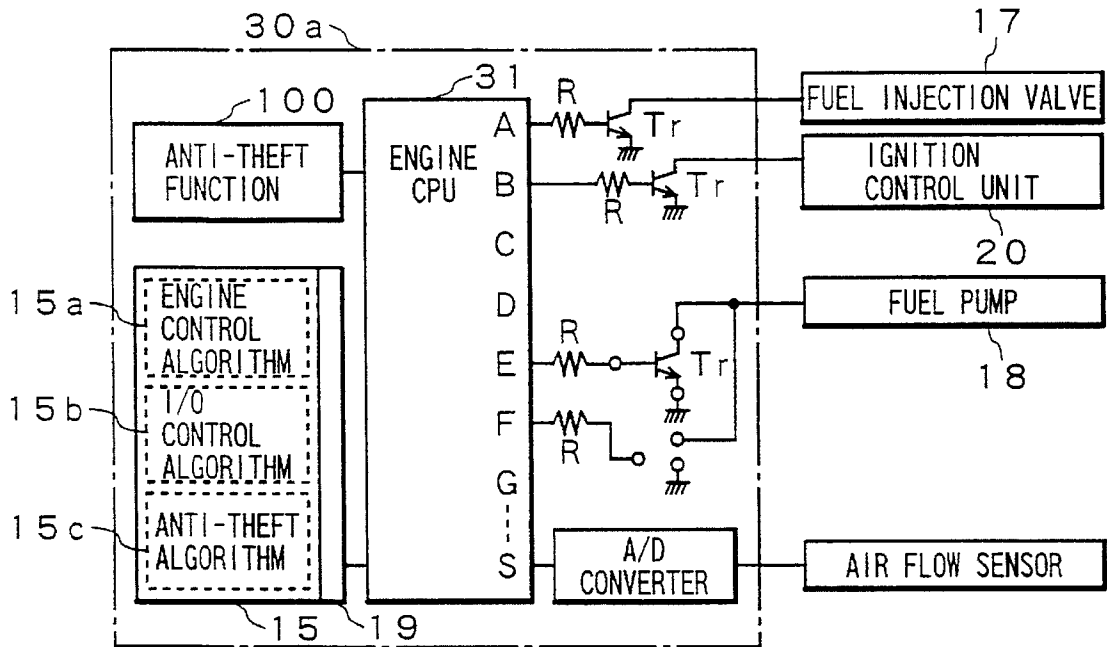 30a
17
31
100
R
FUEL INJECTION VALVE
A
Tr
ANTI-THEFT
FUNCTION
ENGINE
CPU
IGNITION
CONTROL UNIT
B
Tr
R
20
C
15a
ENGINE
CONTROL
ALGORITHM
D
FUEL PUMP
R
E
Tr
18
15b
I/O
CONTROL
ALGORITHM
F
R
G
15c
ANTI-THEFT
ALGORITHM
S
A/D
CONVERTER
AIR FLOW SENSOR
15
19